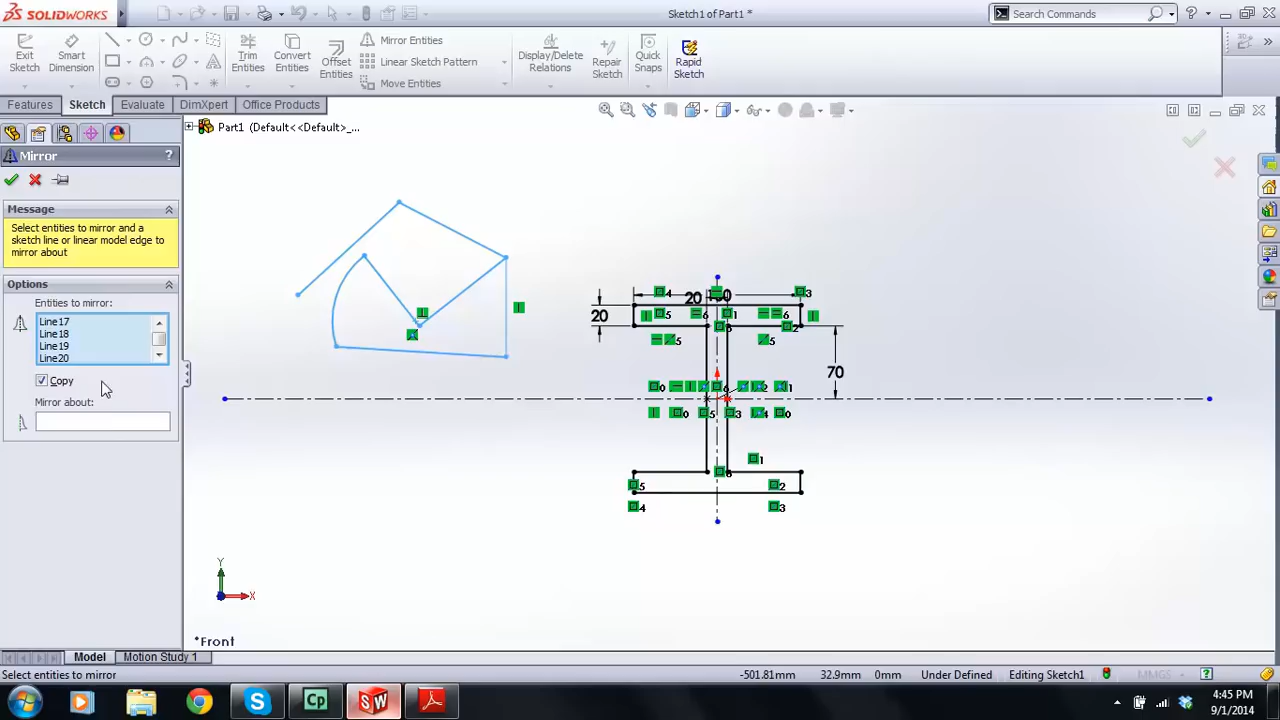 SOLIDWORKS
Sketch1 of Part1 *
Search Commands
Exit Sketch
Smart Dimension
Trim Entities
Convert Entities
Offset Entities
Mirror Entities
Linear Sketch Pattern
Move Entities
Display/Delete Relations
Repair Sketch
Quick Snaps
Rapid Sketch
Features Sketch Evaluate DimXpert Office Products
Part1 (Default<<Default>_...
Mirror ?
Message
Select entities to mirror and a
sketch line or linear model edge to
mirror about
Options
Entities to mirror:
Line17
Line18
Line19
Line20
Copy
Mirror about:
20
20
70
Y
X
*Front
Model Motion Study 1
Select entities to mirror
-501.81mm 32.9mm 0mm Under Defined Editing Sketch1 MMGS
4:45 PM
9/1/2014